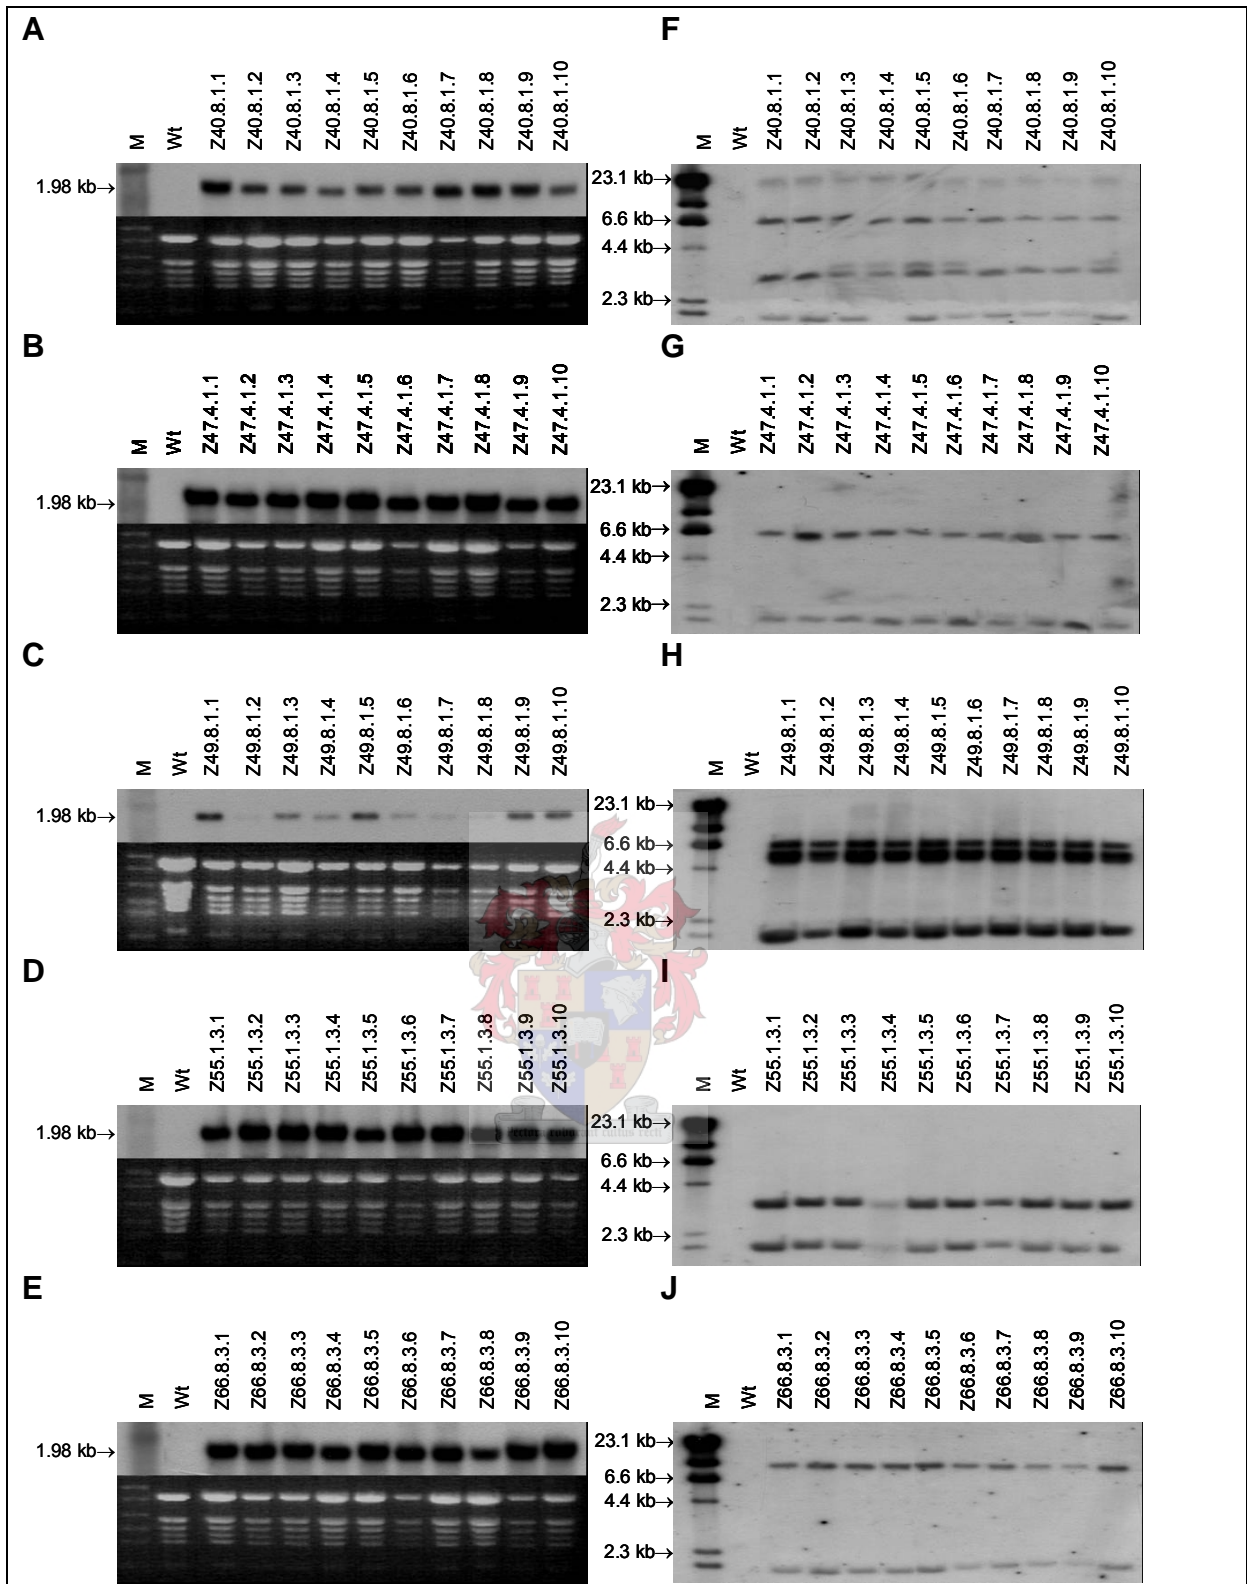 A
M
Wt
Z40.8.1.1
Z40.8.1.2
Z40.8.1.3
Z40.8.1.4
Z40.8.1.5
Z40.8.1.6
Z40.8.1.7
Z40.8.1.8
Z40.8.1.9
Z40.8.1.10
1.98 kb→
F
M
Wt
Z40.8.1.1
Z40.8.1.2
Z40.8.1.3
Z40.8.1.4
Z40.8.1.5
Z40.8.1.6
Z40.8.1.7
Z40.8.1.8
Z40.8.1.9
Z40.8.1.10
23.1 kb→
6.6 kb→
4.4 kb→
2.3 kb→
B
M
Wt
Z47.4.1.1
Z47.4.1.2
Z47.4.1.3
Z47.4.1.4
Z47.4.1.5
Z47.4.1.6
Z47.4.1.7
Z47.4.1.8
Z47.4.1.9
Z47.4.1.10
1.98 kb→
G
M
Wt
Z47.4.1.1
Z47.4.1.2
Z47.4.1.3
Z47.4.1.4
Z47.4.1.5
Z47.4.1.6
Z47.4.1.7
Z47.4.1.8
Z47.4.1.9
Z47.4.1.10
23.1 kb→
6.6 kb→
4.4 kb→
2.3 kb→
C
M
Wt
Z49.8.1.1
Z49.8.1.2
Z49.8.1.3
Z49.8.1.4
Z49.8.1.5
Z49.8.1.6
Z49.8.1.7
Z49.8.1.8
Z49.8.1.9
Z49.8.1.10
1.98 kb→
H
M
Wt
Z49.8.1.1
Z49.8.1.2
Z49.8.1.3
Z49.8.1.4
Z49.8.1.5
Z49.8.1.6
Z49.8.1.7
Z49.8.1.8
Z49.8.1.9
Z49.8.1.10
23.1 kb→
6.6 kb→
4.4 kb→
2.3 kb→
D
M
Wt
Z55.1.3.1
Z55.1.3.2
Z55.1.3.3
Z55.1.3.4
Z55.1.3.5
Z55.1.3.6
Z55.1.3.7
Z55.1.3.8
Z55.1.3.9
Z55.1.3.10
1.98 kb→
I
M
Wt
Z55.1.3.1
Z55.1.3.2
Z55.1.3.3
Z55.1.3.4
Z55.1.3.5
Z55.1.3.6
Z55.1.3.7
Z55.1.3.8
Z55.1.3.9
Z55.1.3.10
23.1 kb→
6.6 kb→
4.4 kb→
2.3 kb→
E
M
Wt
Z66.8.3.1
Z66.8.3.2
Z66.8.3.3
Z66.8.3.4
Z66.8.3.5
Z66.8.3.6
Z66.8.3.7
Z66.8.3.8
Z66.8.3.9
Z66.8.3.10
1.98 kb→
J
M
Wt
Z66.8.3.1
Z66.8.3.2
Z66.8.3.3
Z66.8.3.4
Z66.8.3.5
Z66.8.3.6
Z66.8.3.7
Z66.8.3.8
Z66.8.3.9
Z66.8.3.10
23.1 kb→
6.6 kb→
4.4 kb→
2.3 kb→